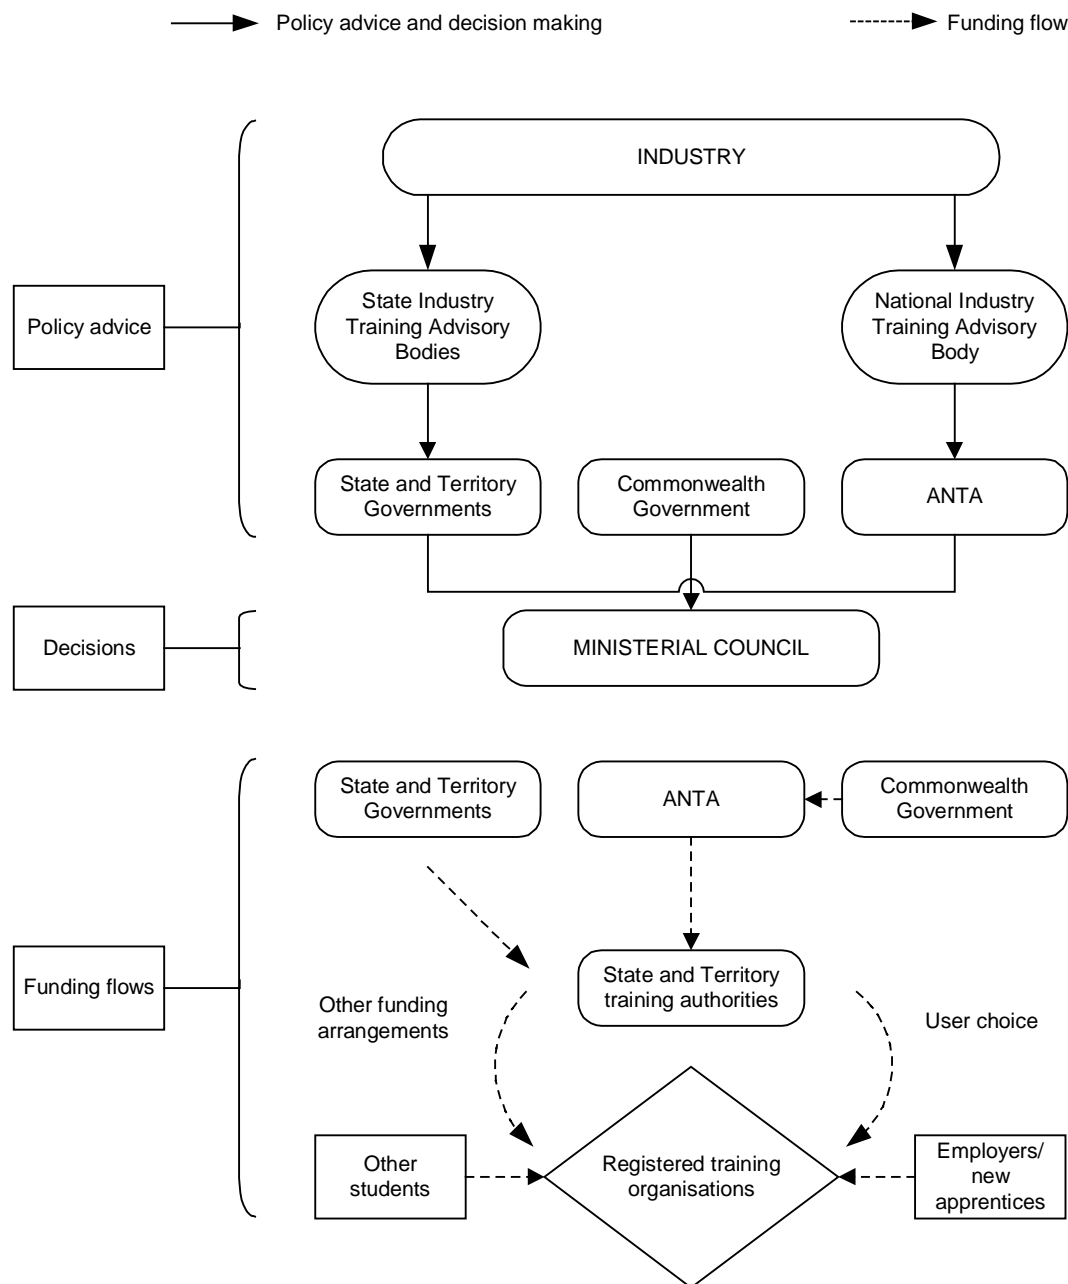 Policy advice and decision making
Funding flow
INDUSTRY
Policy advice
State Industry
Training Advisory
Bodies
National Industry
Training Advisory
Body
State and Territory
Governments
Commonwealth
Government
ANTA
Decisions
MINISTERIAL COUNCIL
State and Territory
Governments
ANTA
Commonwealth
Government
Funding flows
State and Territory
training authorities
Other funding
arrangements
User choice
Other
students
Registered training
organisations
Employers/
new
apprentices